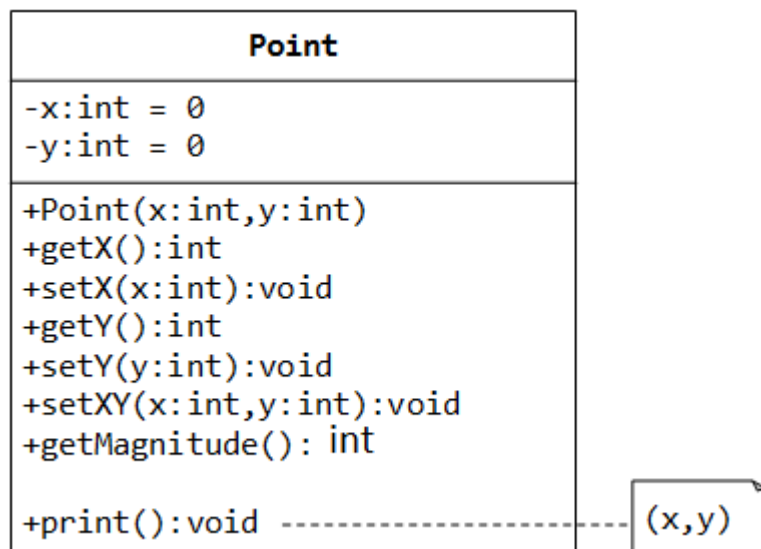 Point
-x:int = 0
-y:int = 0
+Point(x:int,y:int)
+getX():int
+setX(x:int):void
+getY():int
+setY(y:int):void
+setXY(x:int,y:int):void
+getMagnitude(): int
+print():void
(x,y)